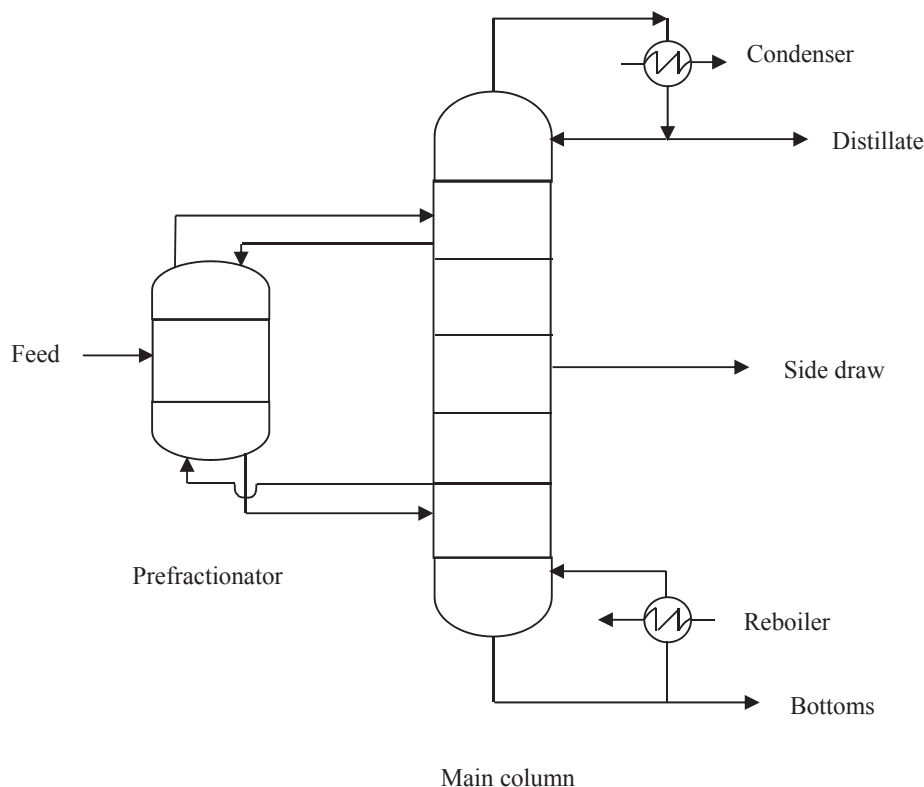 Condenser
Distillate
Feed
Side draw
Prefractionator
Reboiler
Bottoms
Main column